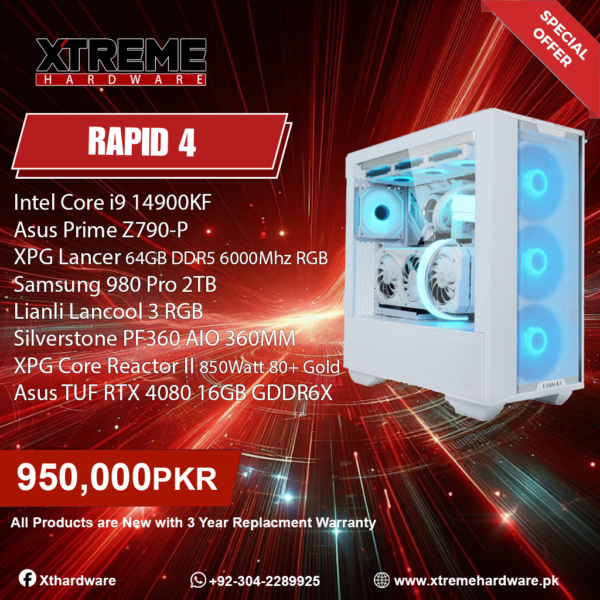 SPECIAL
OFFER
XTREME
HARDWARE
RAPID 4
Intel Core i9 14900KF
Asus Prime Z790-P
XPG Lancer 64GB DDR5 6000Mhz RGB
Samsung 980 Pro 2TB
Lianli Lancool 3 RGB
Silverstone PF360 AIO 360MM
XPG Core Reactor II 850Watt 80+ Gold
Asus TUF RTX 4080 16GB GDDR6X
LIAN LI
950,000PKR
All Products are New with 3 Year Replacment Warranty
Xthardware
+92-304-2289925
www.xtremehardware.pk